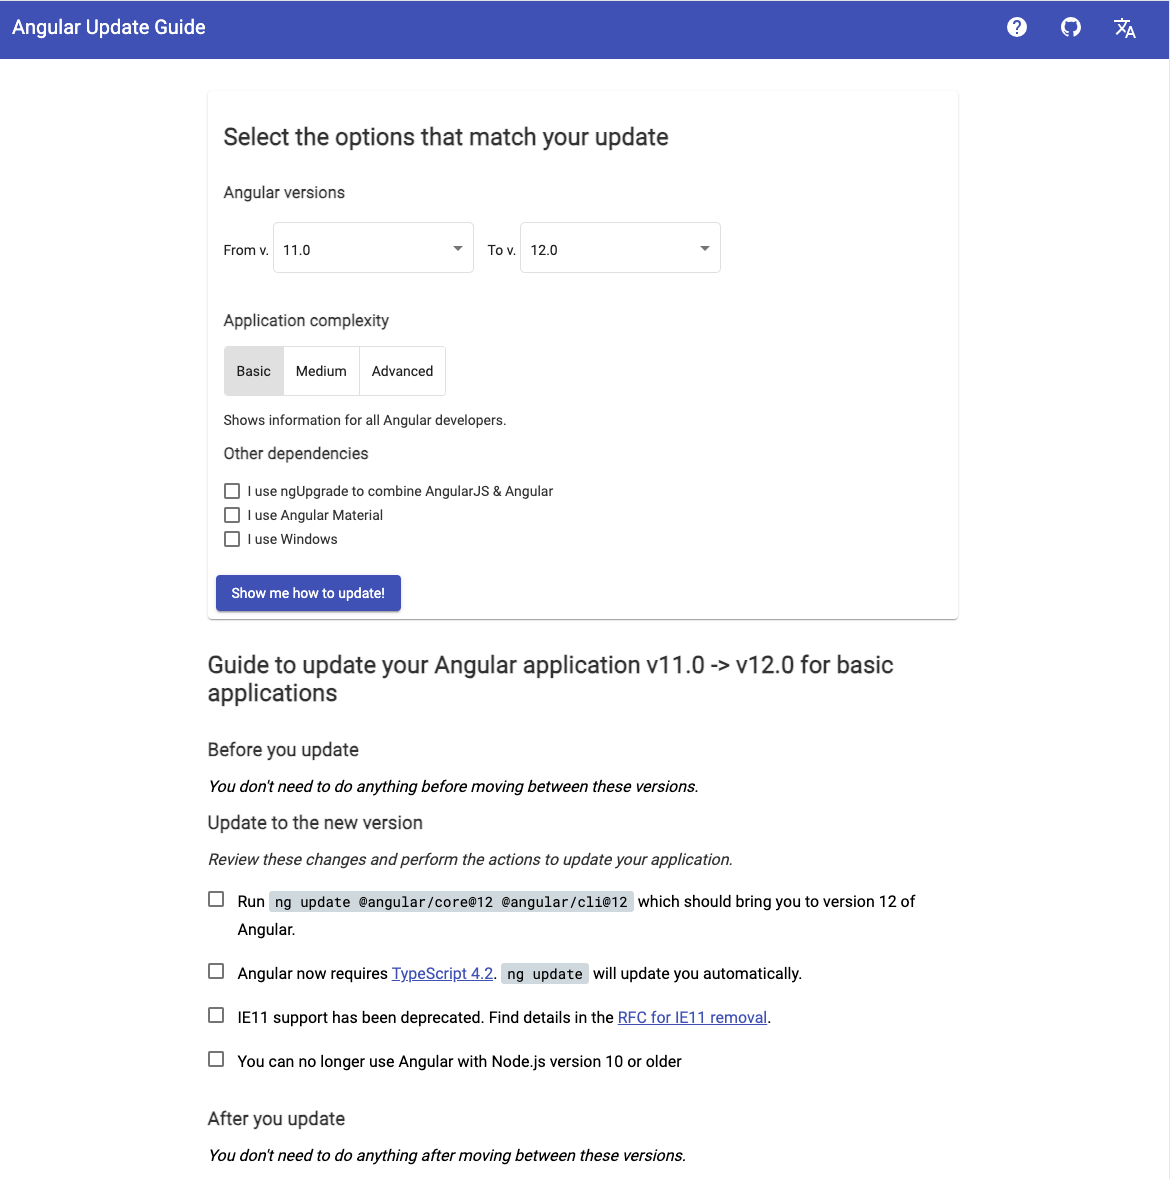 Angular Update Guide
Select the options that match your update
Angular versions
From v. 11.0 To v. 12.0
Application complexity
Basic Medium Advanced
Shows information for all Angular developers.
Other dependencies
I use ngUpgrade to combine AngularJS & Angular
I use Angular Material
I use Windows
Show me how to update!
Guide to update your Angular application v11.0 -> v12.0 for basic
applications
Before you update
You don't need to do anything before moving between these versions.
Update to the new version
Review these changes and perform the actions to update your application.
Run ng update @angular/core@12 @angular/cli@12 which should bring you to version 12 of
Angular.
Angular now requires TypeScript 4.2. ng update will update you automatically.
IE11 support has been deprecated. Find details in the RFC for IE11 removal.
You can no longer use Angular with Node.js version 10 or older
After you update
You don't need to do anything after moving between these versions.